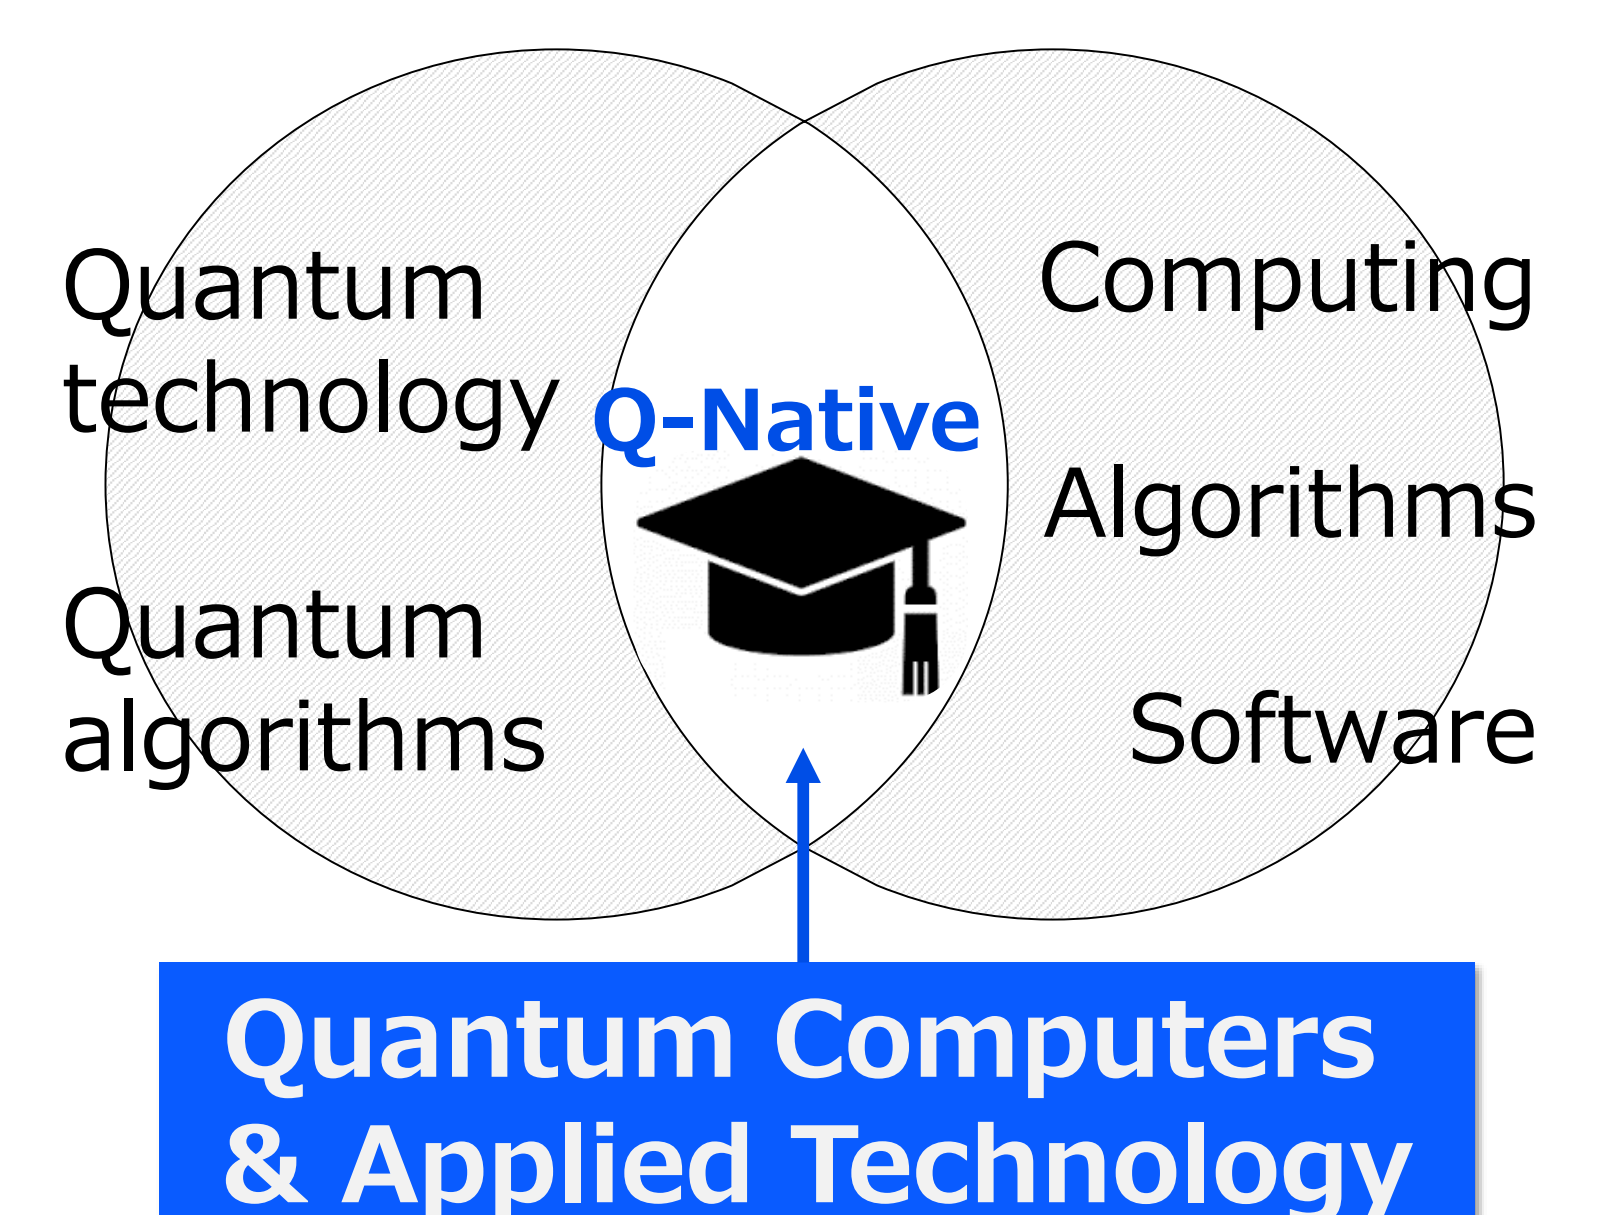 Quantum
technology
Quantum
algorithms
Q-Native
Computing
Algorithms
Software
Quantum Computers
& Applied Technology